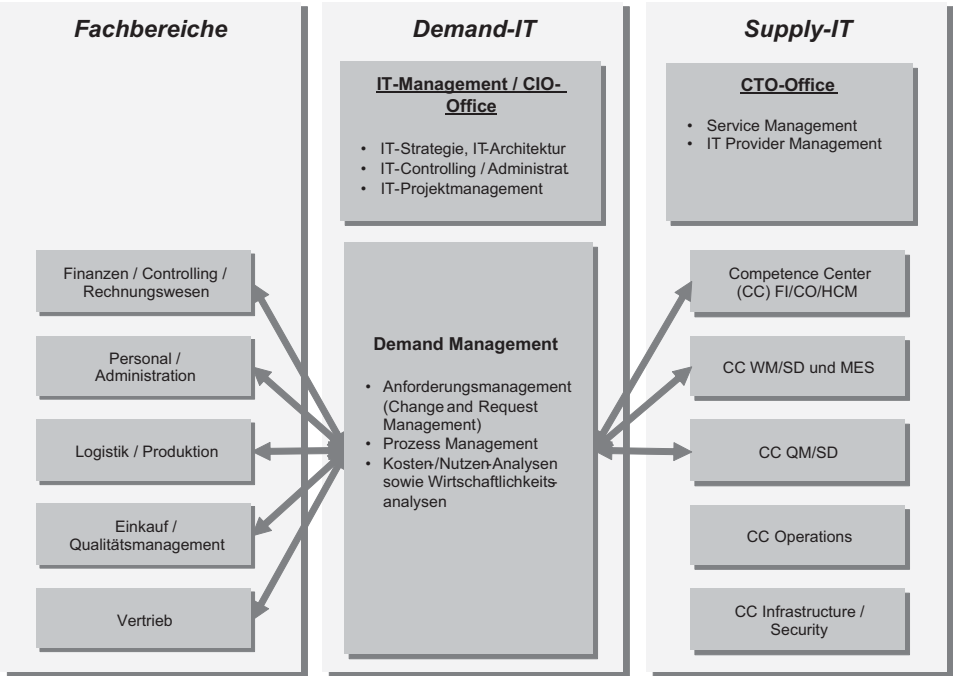 Fachbereiche
Finanzen / Controlling /
Rechnungswesen
Personal /
Administration
Logistik / Produktion
Einkauf /
Qualitätsmanagement
Vertrieb
Demand-IT
IT-Management / CIO-
Office
• IT-Strategie, IT-Architektur
• IT-Controlling / Administrat.
• IT-Projektmanagement
Demand Management
• Anforderungsmanagement
(Change and Request
Management)
• Prozess Management
• Kosten-/Nutzen-Analysen
sowie Wirtschaftlichkeits-
analysen
Supply-IT
CTO-Office
• Service Management
• IT Provider Management
Competence Center
(CC) FI/CO/HCM
CC WM/SD und MES
CC QM/SD
CC Operations
CC Infrastructure /
Security